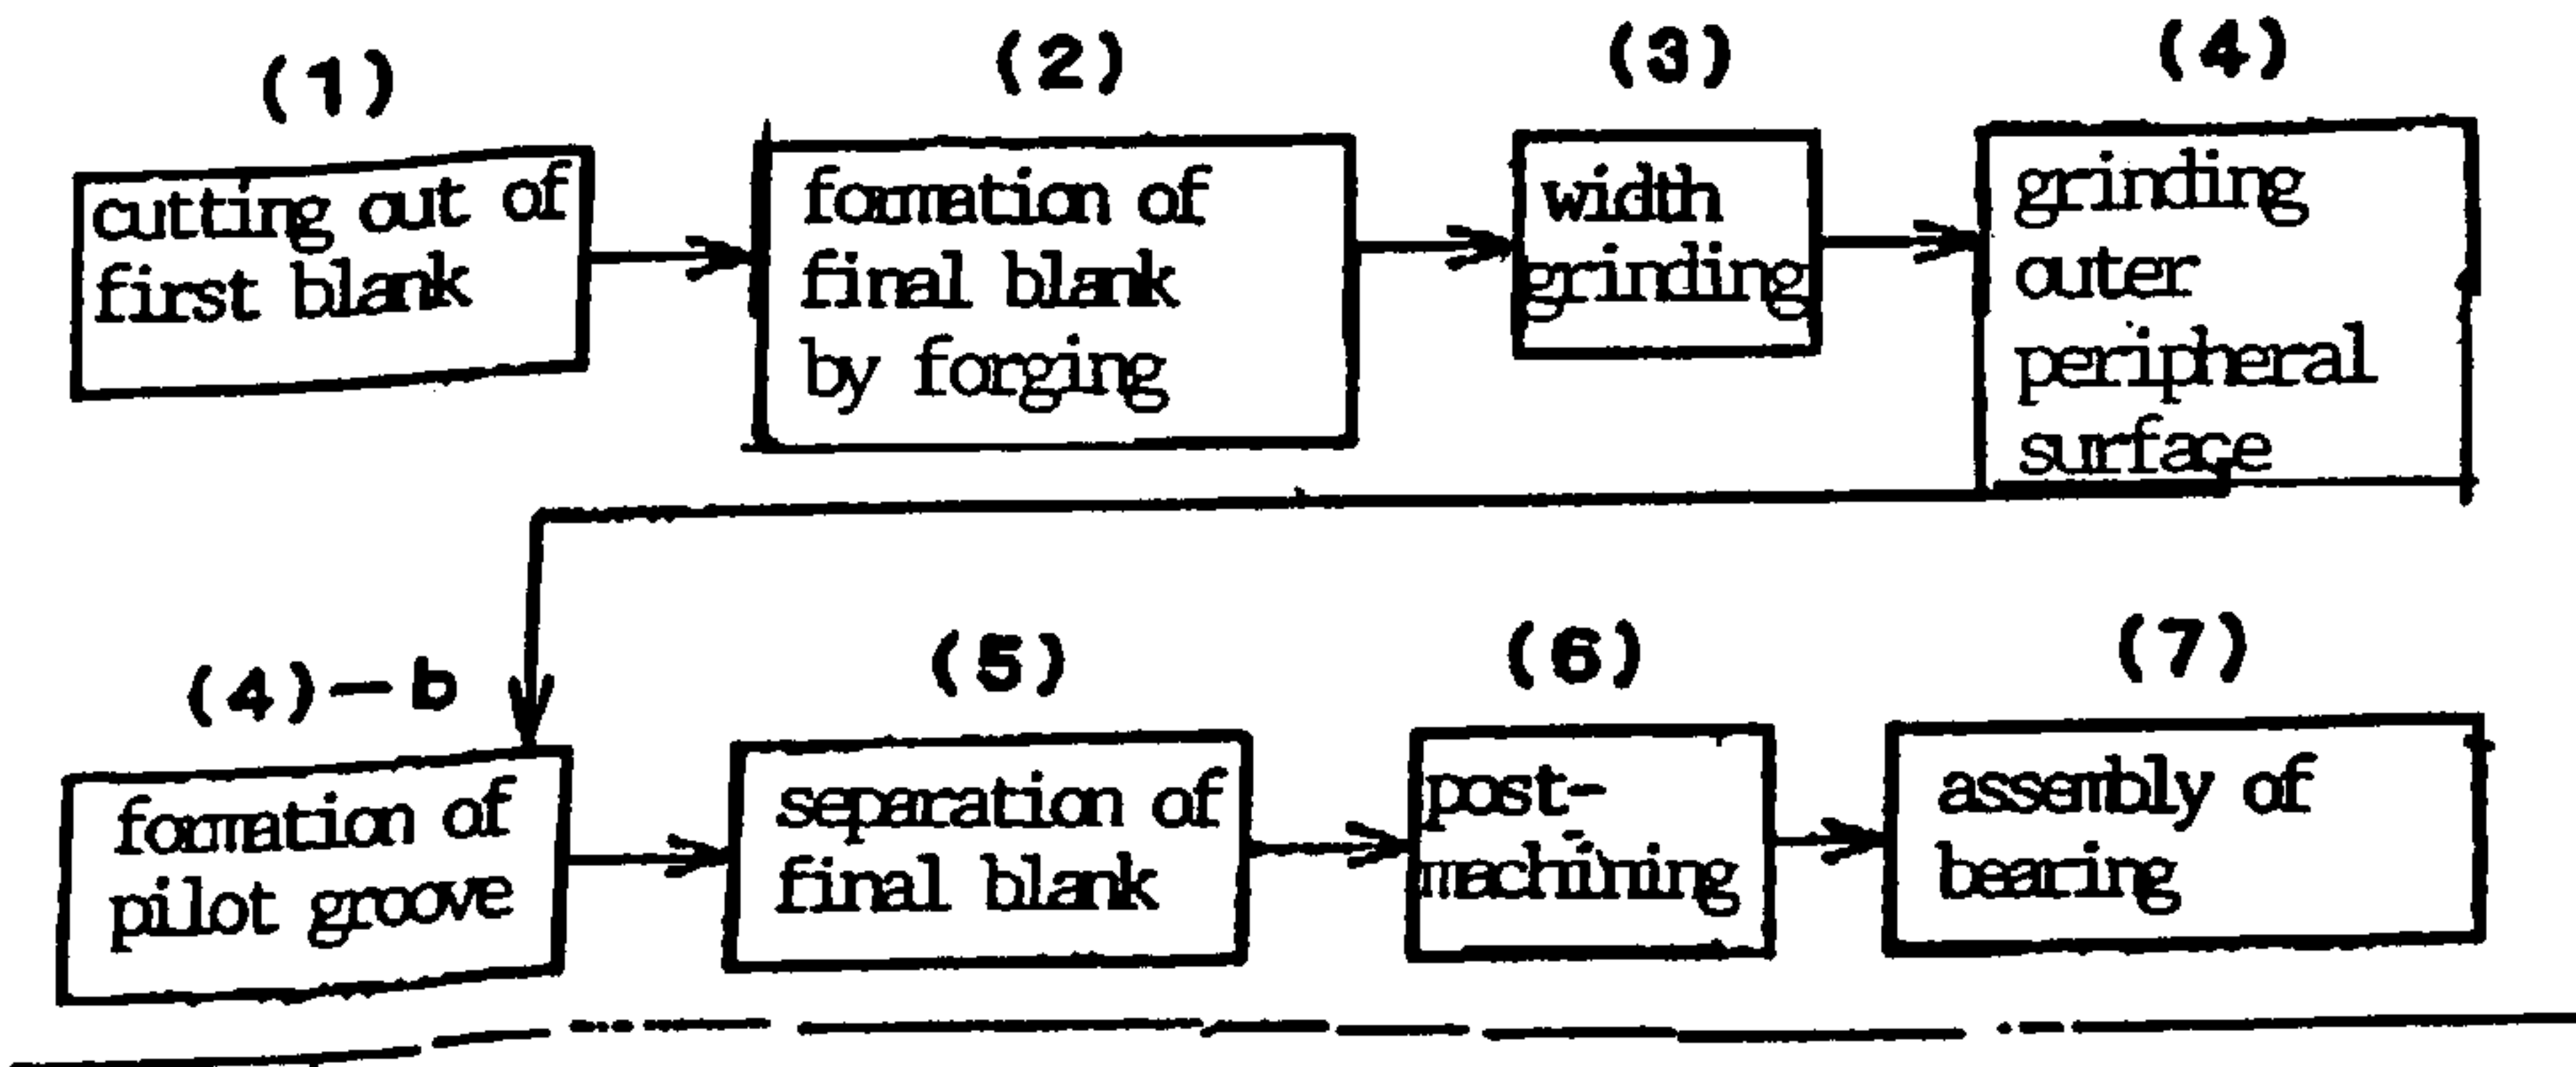 (1)
cutting out of
first blank
(2)
formation of
final blank
by forging
(3)
width
grinding
(4)
grinding
outer
peripheral
surface
(4)-b
formation of
pilot groove
(5)
separation of
final blank
(6)
post-
machining
(7)
assembly of
bearing